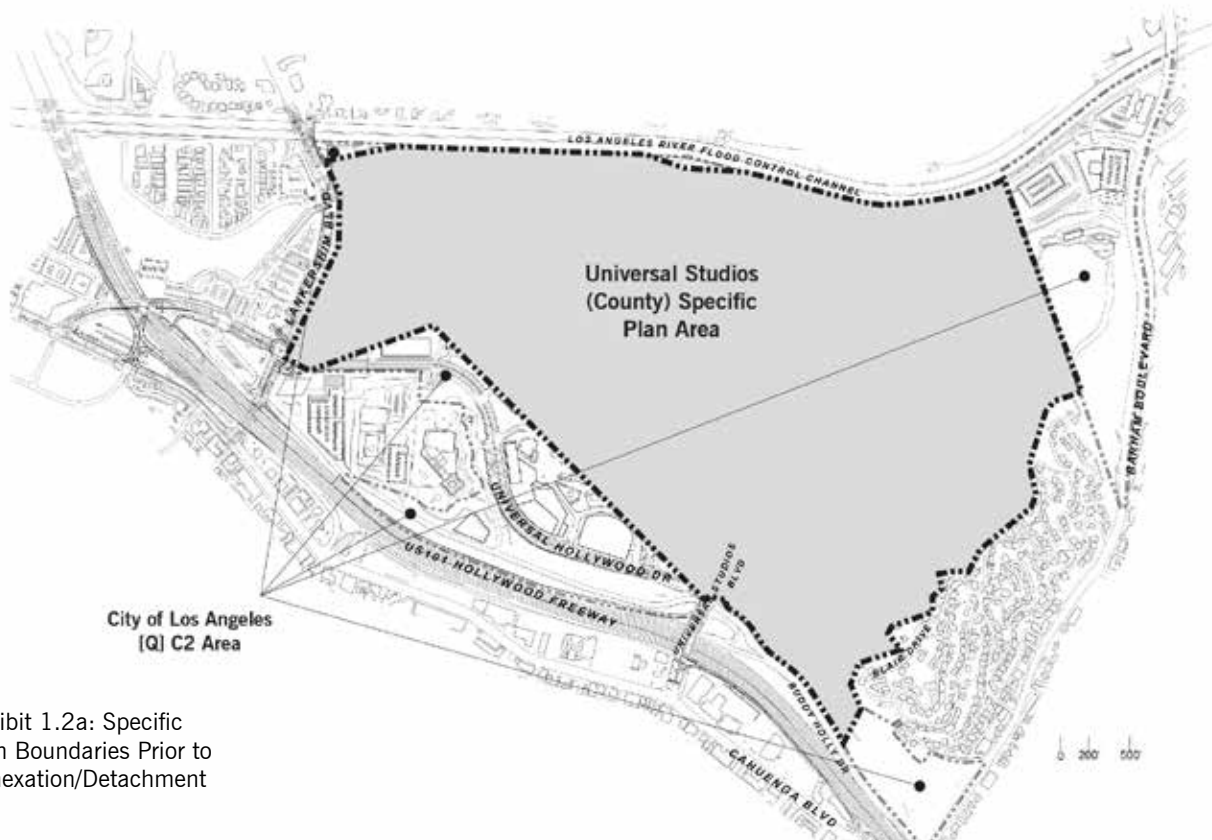 LOS ANGELES RIVER FLOOD CONTROL CHANNEL
LANKERSHIM BLVD
Universal Studios
(County) Specific
Plan Area
BARHAM BOULEVARD
UNIVERSAL HOLLYWOOD DR
US101 HOLLYWOOD FREEWAY
UNIVERSAL STUDIOS
BLVD
City of Los Angeles
[Q] C2 Area
BLAIR DRIVE
BUDDY HOLLY DR
CAHUENGA BLVD
ibit 1.2a: Specific
n Boundaries Prior to
nexation/Detachment
0 200' 500'